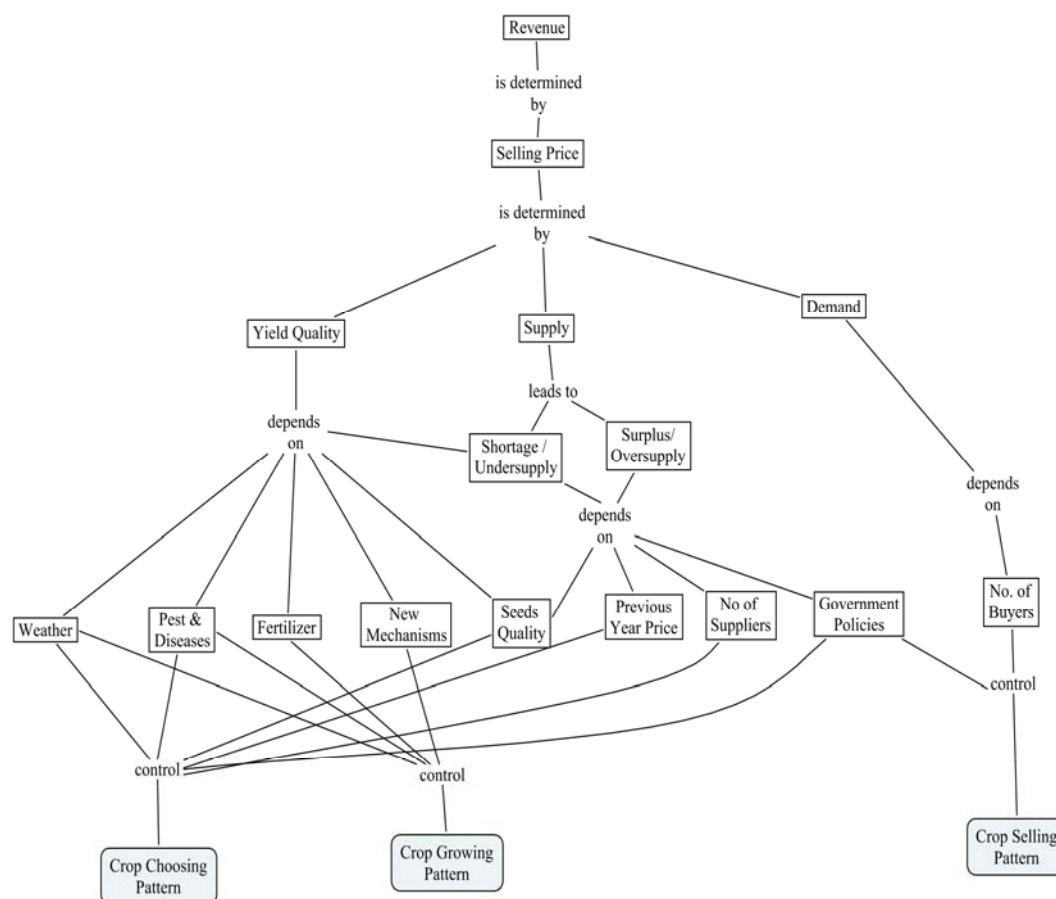 Revenue
is determined
by
Selling Price
is determined
by
Yield Quality
Supply
Demand
leads to
depends
on
Shortage /
Undersupply
Surplus/
Oversupply
depends
on
depends
on
Weather
Pest &
Diseases
Fertilizer
New
Mechanisms
Seeds
Quality
Previous
Year Price
No of
Suppliers
Government
Policies
No. of
Buyers
control
control
control
Crop Choosing
Pattern
Crop Growing
Pattern
Crop Selling
Pattern